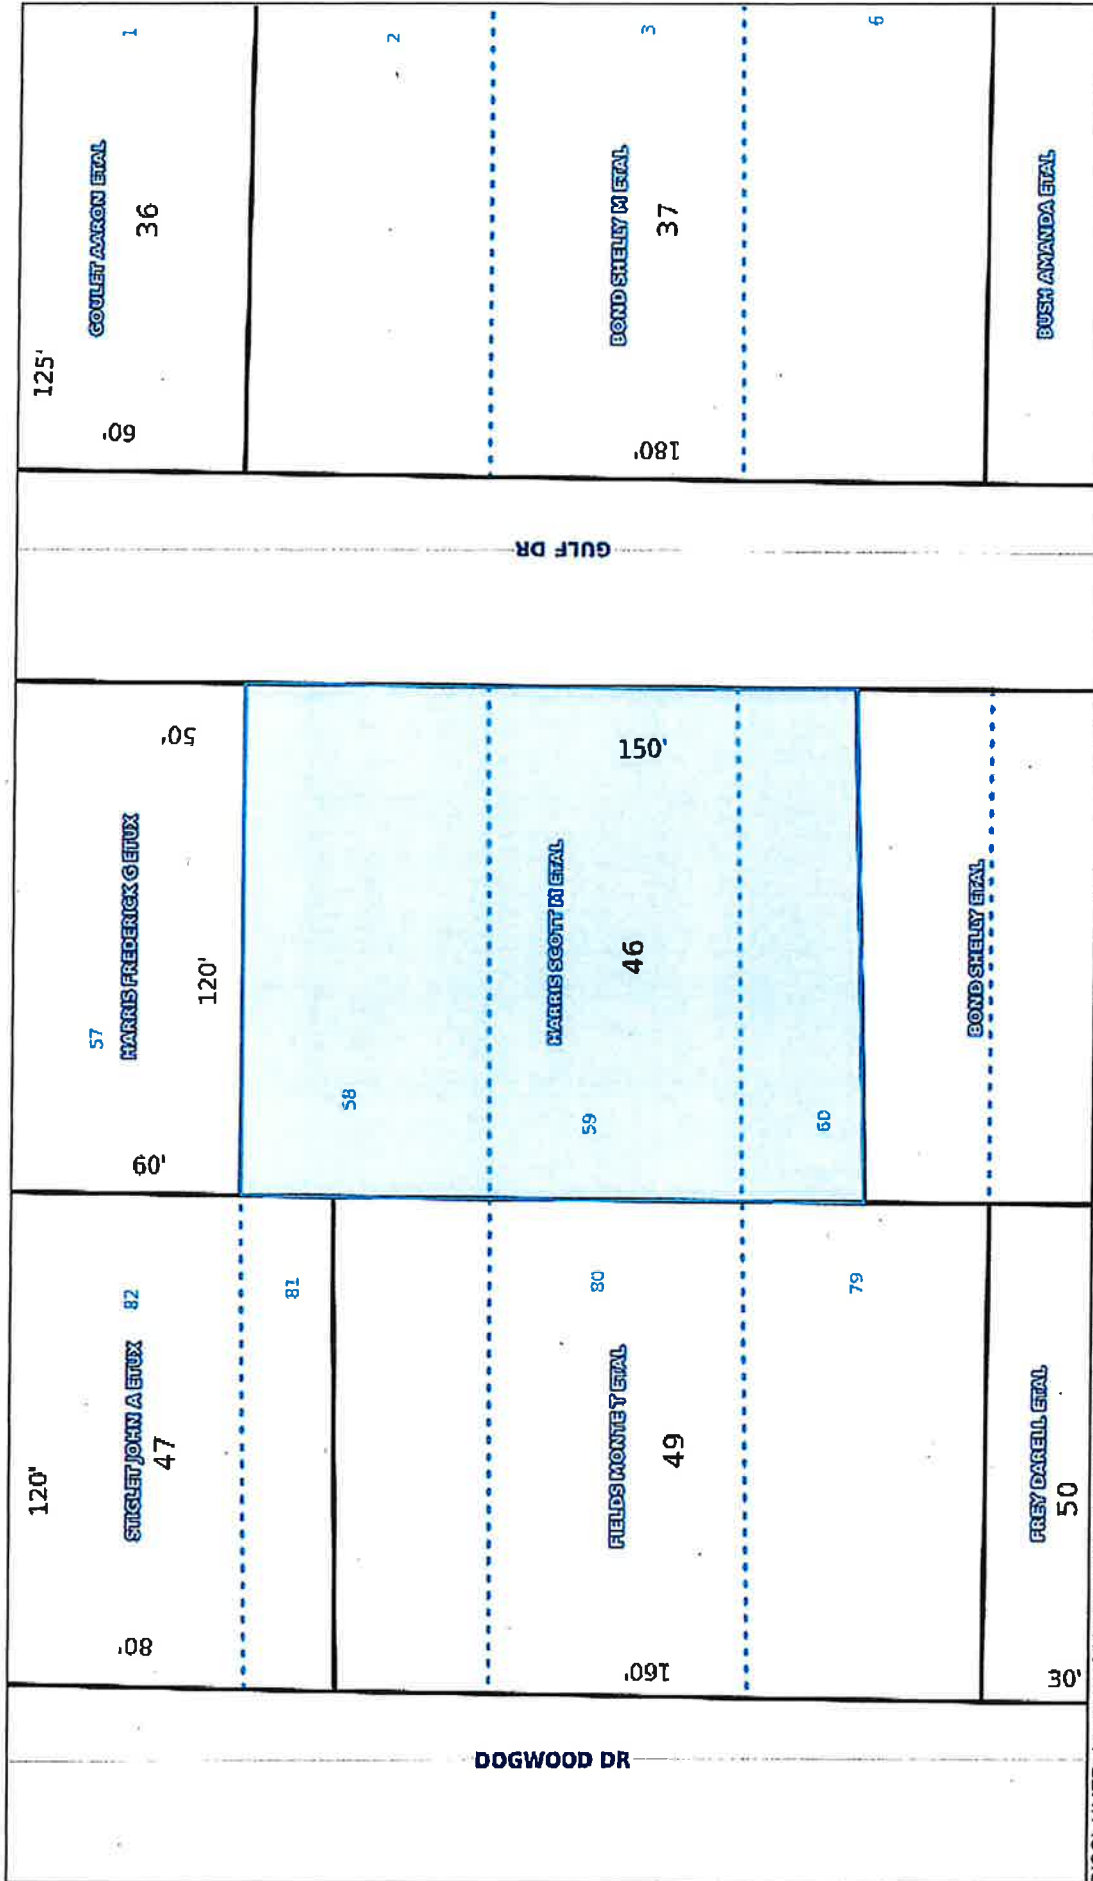 1
2
3
6
GOULET AARON ETAL
36
125'
60'
BOND SHELLY M ETAL
37
180'
BUSH AMANDA ETAL
GULF DR
50'
57
HARRIS FREDERICK G ETUX
120'
60'
150'
HARRIS SCOTT M ETAL
46
58
59
60
BOND SHELLY ETAL
82
81
80
79
STIGLET JOHN A ETUX
47
120'
80'
FIELDS MONTE T ETAL
49
160'
FREY DARELL ETAL
50
30'
DOGWOOD DR